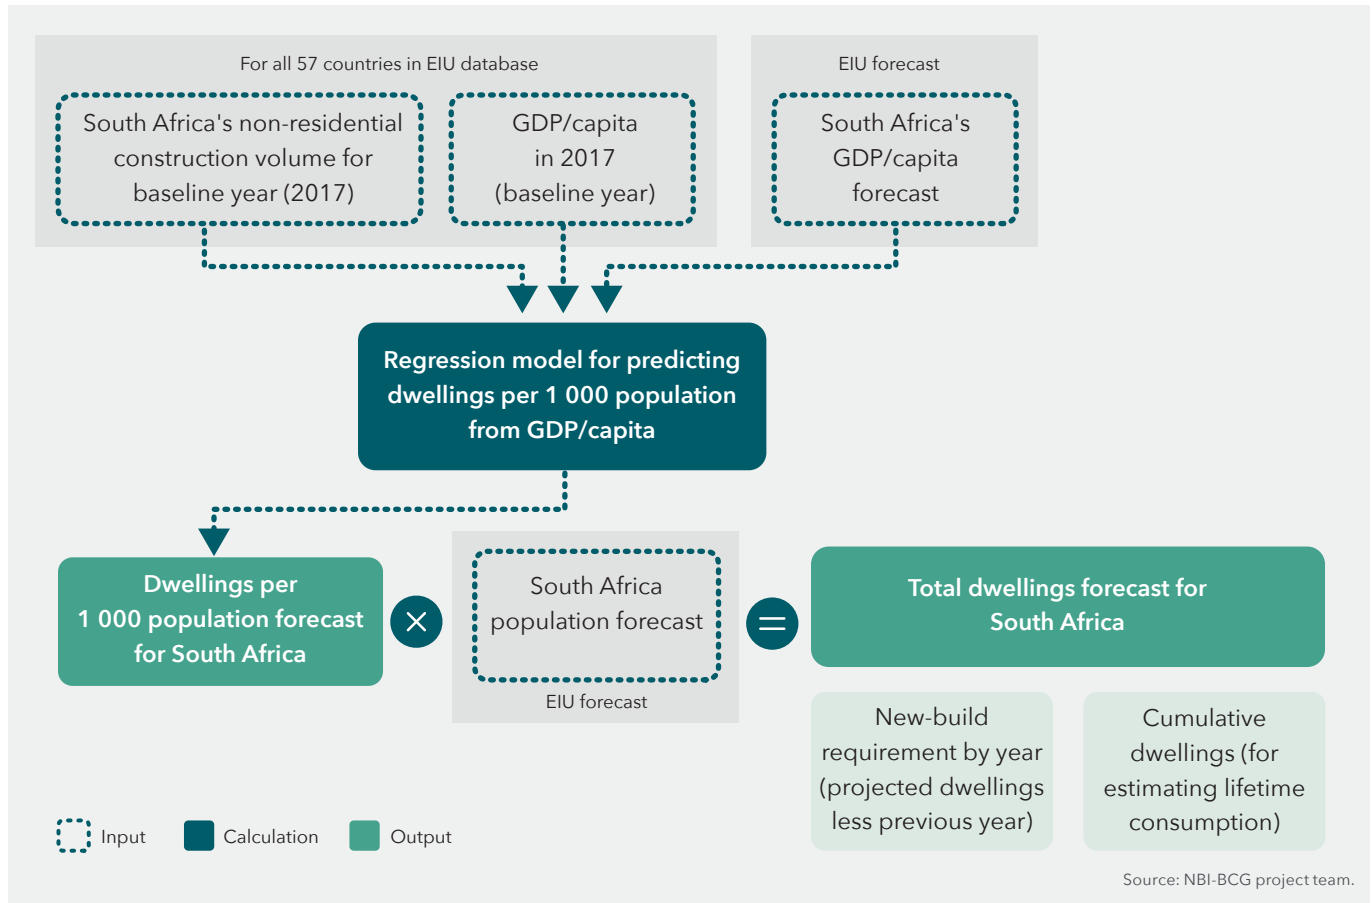 For all 57 countries in EIU database
South Africa's non-residential
construction volume for
baseline year (2017)
GDP/capita
in 2017
(baseline year)
EIU forecast
South Africa's
GDP/capita
forecast
Regression model for predicting
dwellings per 1 000 population
from GDP/capita
Dwellings per
1 000 population forecast
for South Africa
×
South Africa
population forecast
EIU forecast
=
Total dwellings forecast for
South Africa
New-build
requirement by year
(projected dwellings
less previous year)
Cumulative
dwellings (for
estimating lifetime
consumption)
Input
Calculation
Output
Source: NBI-BCG project team.